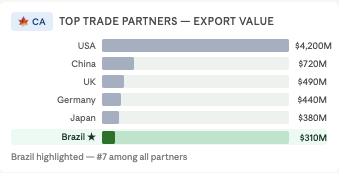 🍁 CA TOP TRADE PARTNERS — EXPORT VALUE
USA $4,200M
China $720M
UK $490M
Germany $440M
Japan $380M
Brazil ★ $310M
Brazil highlighted — #7 among all partners